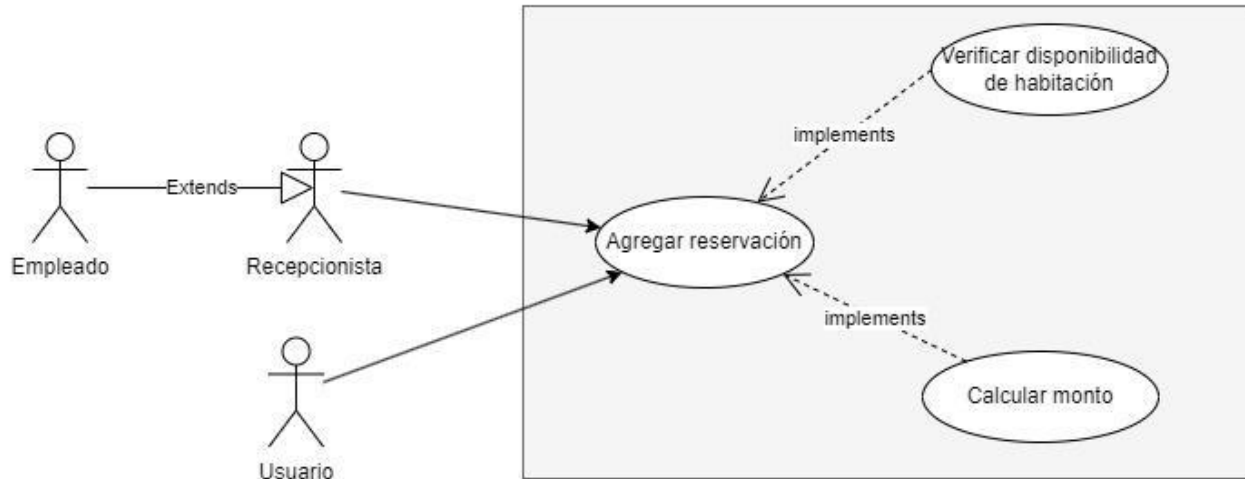 Verificar disponibilidad
de habitación
implements
Extends
Empleado
Recepcionista
Agregar reservación
implements
Calcular monto
Usuario